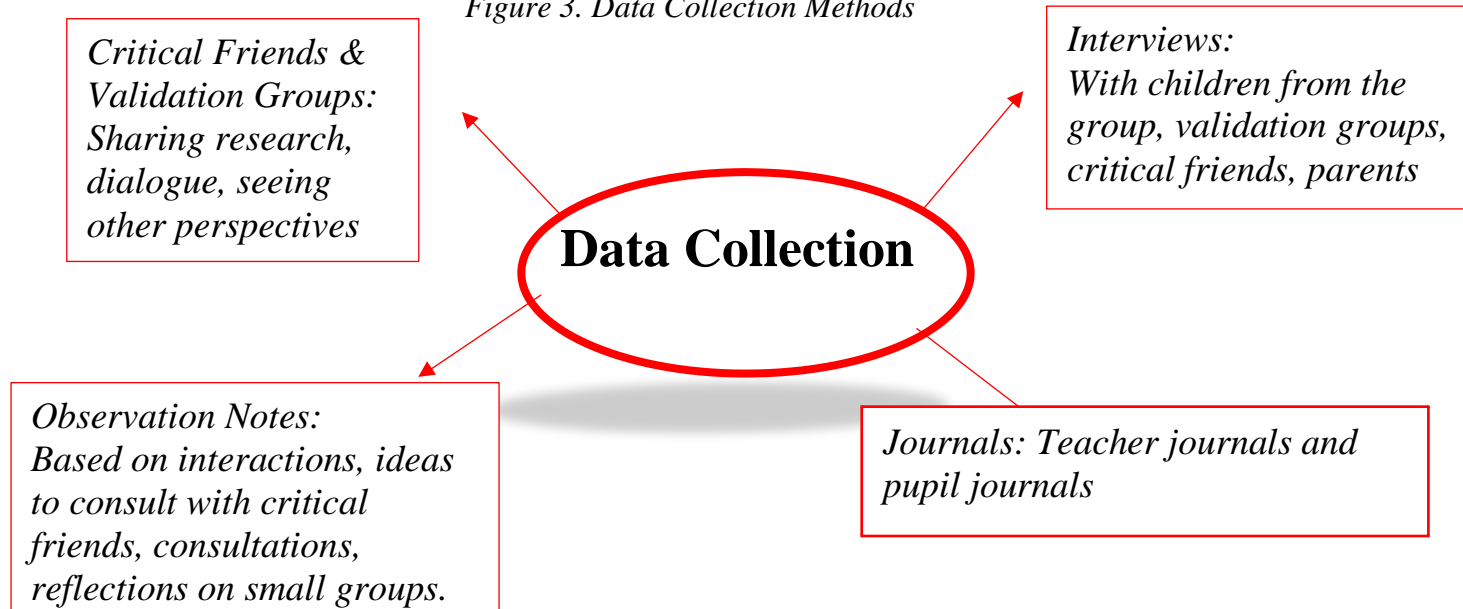 Figure 3. Data Collection Methods
Critical Friends &
Validation Groups:
Sharing research,
dialogue, seeing
other perspectives
Interviews:
With children from the
group, validation groups,
critical friends, parents
Data Collection
Observation Notes:
Based on interactions, ideas
to consult with critical
friends, consultations,
reflections on small groups.
Journals: Teacher journals and
pupil journals